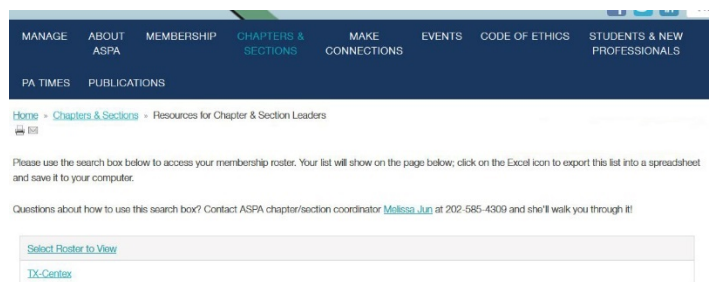 MANAGE
ABOUT ASPA
MEMBERSHIP
CHAPTERS & SECTIONS
MAKE CONNECTIONS
EVENTS
CODE OF ETHICS
STUDENTS & NEW PROFESSIONALS
PA TIMES
PUBLICATIONS
Home » Chapters & Sections » Resources for Chapter & Section Leaders
Please use the search box below to access your membership roster. Your list will show on the page below; click on the Excel icon to export this list into a spreadsheet
and save it to your computer.
Questions about how to use this search box? Contact ASPA chapter/section coordinator Melissa Jun at 202-585-4309 and she'll walk you through it!
Select Roster to View
TX-Centex